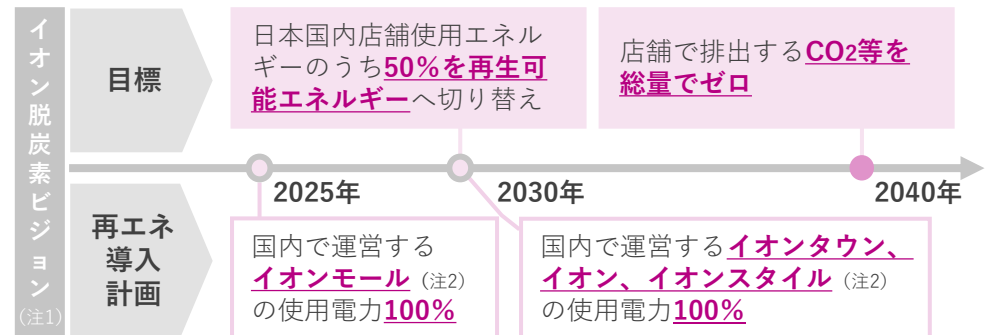 イオン脱炭素ビジョン
(注1)
目標
日本国内店舗使用エネル
ギーのうち50%を再生可
能エネルギーへ切り替え
店舗で排出するCO2等を
総量でゼロ
2025年
2030年
2040年
再エネ
導入
計画
国内で運営する
イオンモール（注2）
の使用電力100%
国内で運営するイオンタウン、
イオン、イオンスタイル（注2）
の使用電力100%